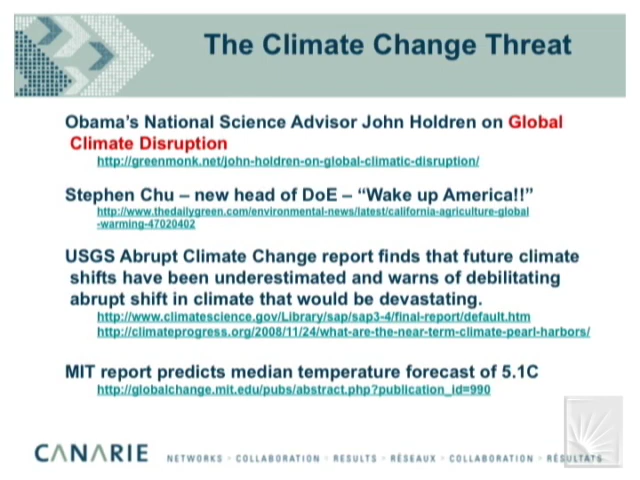 The Climate Change Threat
Obama's National Science Advisor John Holdren on Global
Climate Disruption
http://greenmonk.net/john-holdren-on-global-climatic-disruption/
Stephen Chu – new head of DoE – “Wake up America!!”
http://www.thedailygreen.com/environmental-news/latest/california-agriculture-global
-warming-47020402
USGS Abrupt Climate Change report finds that future climate
shifts have been underestimated and warns of debilitating
abrupt shift in climate that would be devastating.
http://www.climatescience.gov/Library/sap/sap3-4/final-report/default.htm
http://climateprogress.org/2008/11/24/what-are-the-near-term-climate-pearl-harbors/
MIT report predicts median temperature forecast of 5.1C
http://globalchange.mit.edu/pubs/abstract.php?publication_id=990
CANARIE NETWORKS · COLLABORATION · RESULTS · RÉSEAUX · COLLABORATION · RÉSULTATS